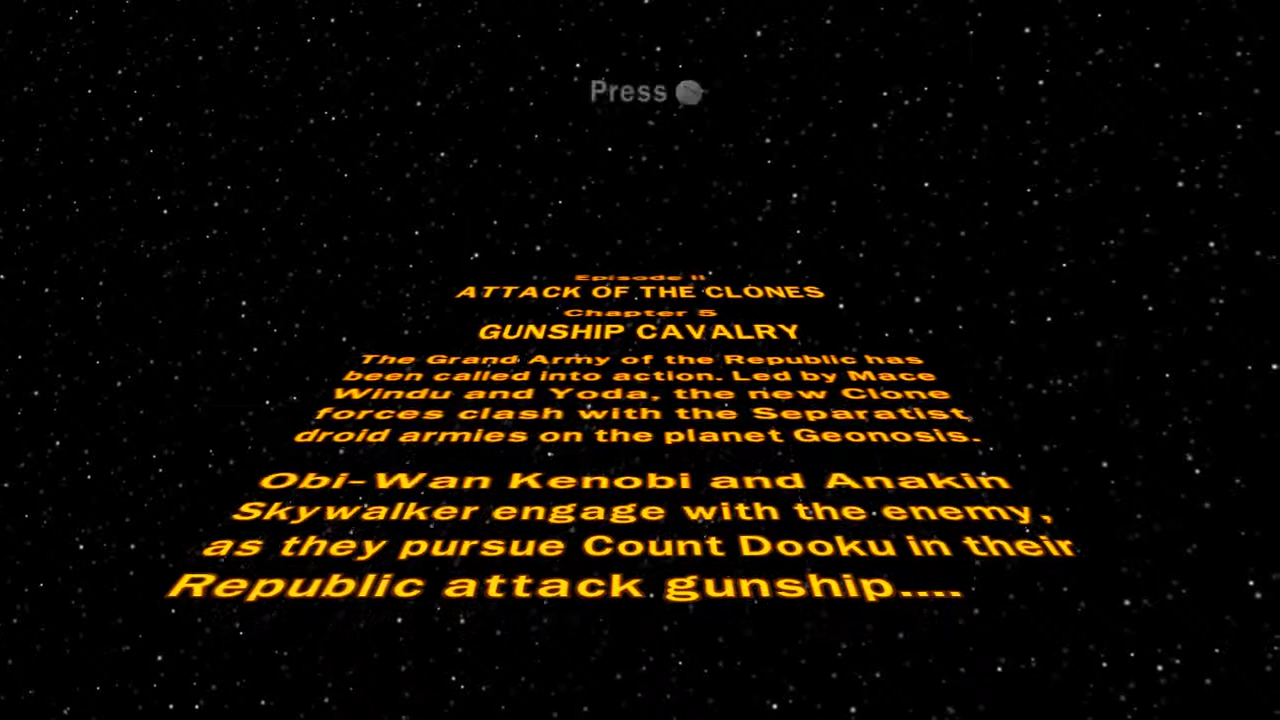 Press
Episode II
ATTACK OF THE CLONES
Chapter 5
GUNSHIP CAVALRY
The Grand Army of the Republic has
been called into action. Led by Mace
Windu and Yoda, the new Clone
forces clash with the Separatist
droid armies on the planet Geonosis.
Obi-Wan Kenobi and Anakin
Skywalker engage with the enemy,
as they pursue Count Dooku in their
Republic attack gunship....